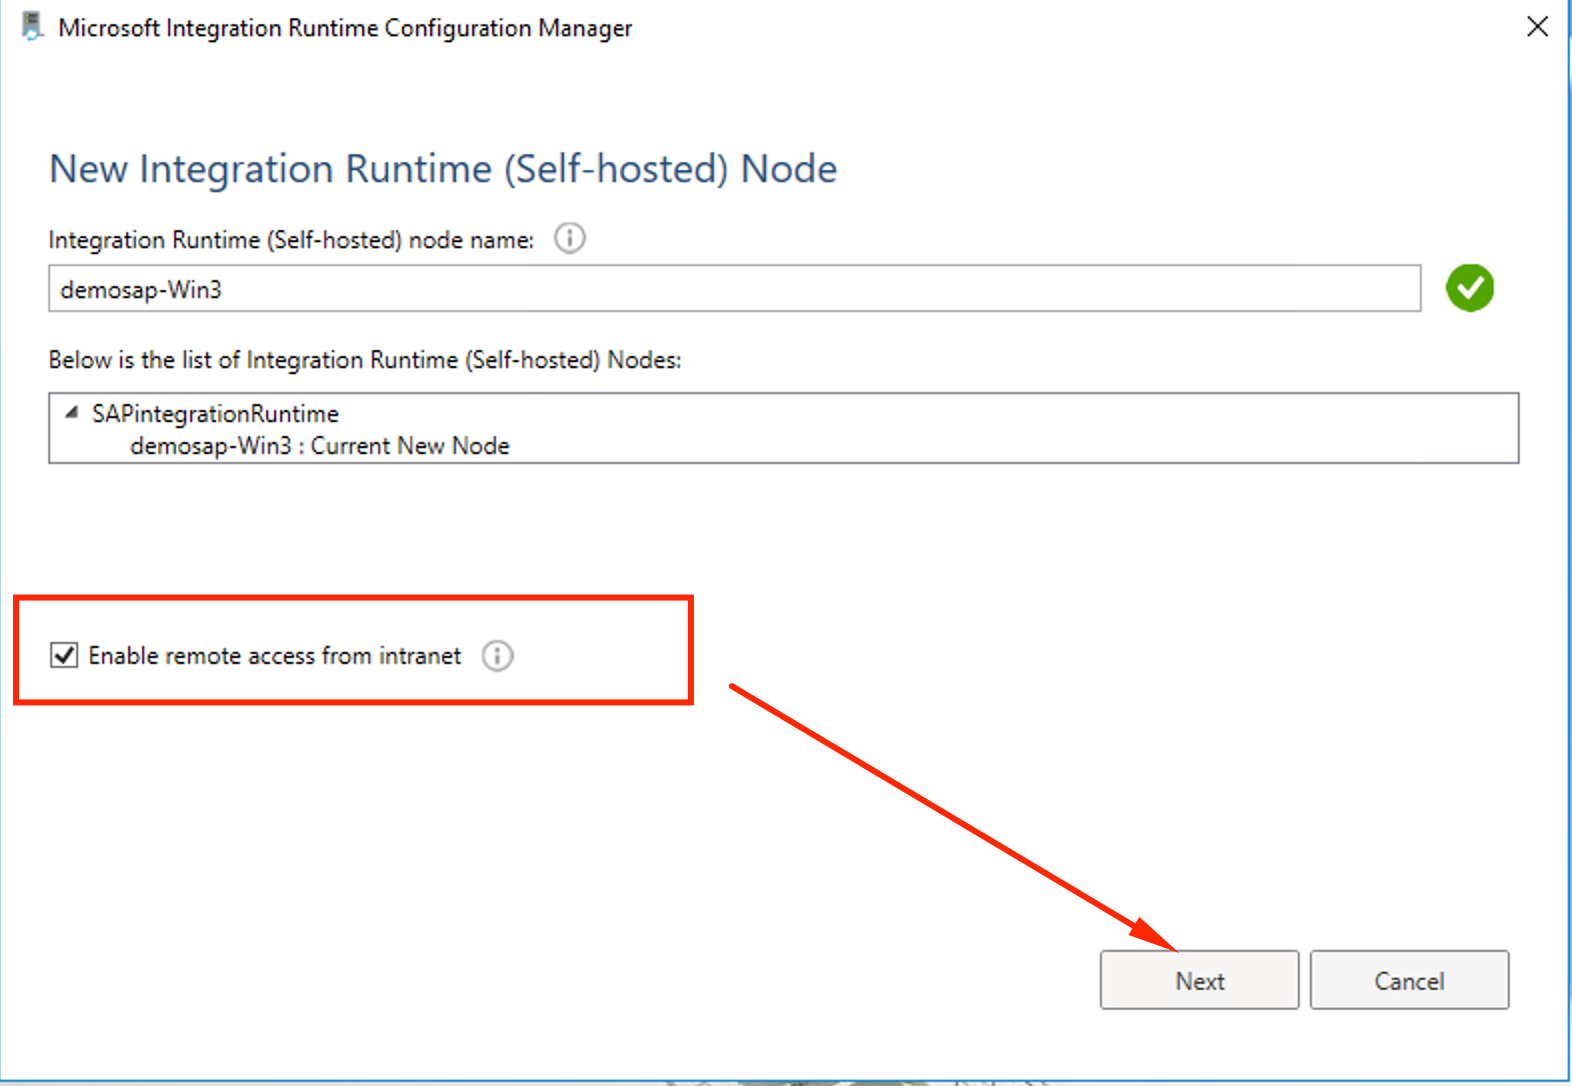 Microsoft Integration Runtime Configuration Manager
New Integration Runtime (Self-hosted) Node
Integration Runtime (Self-hosted) node name:
demosap-Win3
Below is the list of Integration Runtime (Self-hosted) Nodes:
SAPintegrationRuntime
demosap-Win3 : Current New Node
Enable remote access from intranet
Next
Cancel